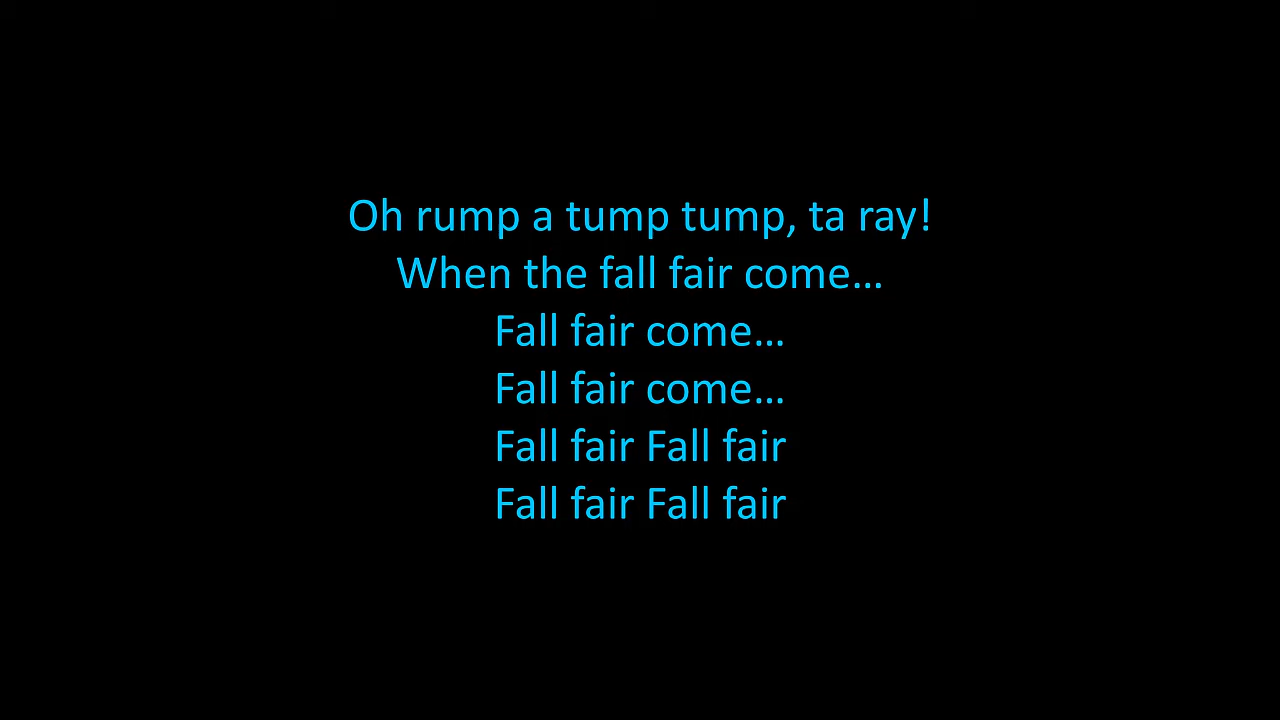 Oh rump a tump tump, ta ray!
When the fall fair come…
Fall fair come…
Fall fair come…
Fall fair Fall fair
Fall fair Fall fair